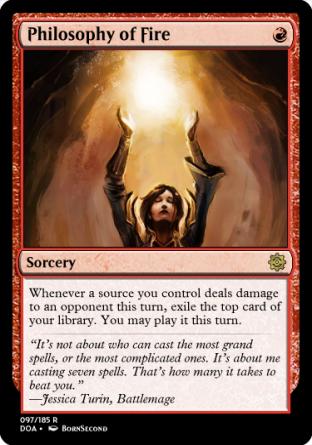 Philosophy of Fire
Sorcery
Whenever a source you control deals damage
to an opponent this turn, exile the top card of
your library. You may play it this turn.
“It's not about who can cast the most grand
spells, or the most complicated ones. It's about me
casting seven spells. That's how many it takes to
beat you.”
—Jessica Turin, Battlemage
097/185 R
DOA • BornSecond